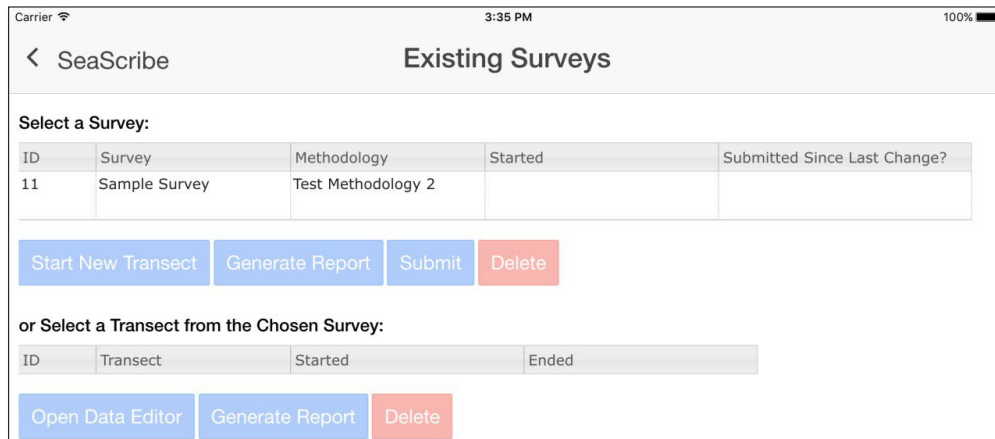 Carrier 3:35 PM 100%
SeaScribe Existing Surveys
Select a Survey:
ID Survey Methodology Started Submitted Since Last Change?
11 Sample Survey Test Methodology 2
Start New Transect Generate Report Submit Delete
or Select a Transect from the Chosen Survey:
ID Transect Started Ended
Open Data Editor Generate Report Delete